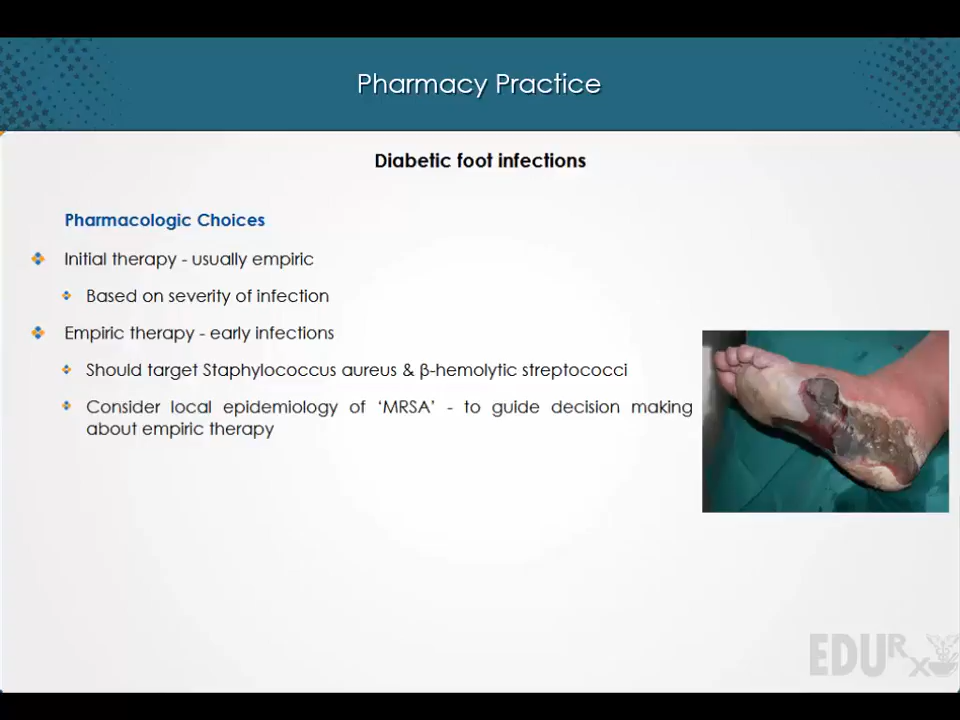 Pharmacy Practice
Diabetic foot infections
Pharmacologic Choices
Initial therapy - usually empiric
Based on severity of infection
Empiric therapy - early infections
Should target Staphylococcus aureus & β-hemolytic streptococci
Consider local epidemiology of ‘MRSA’ - to guide decision making
about empiric therapy
EDURx